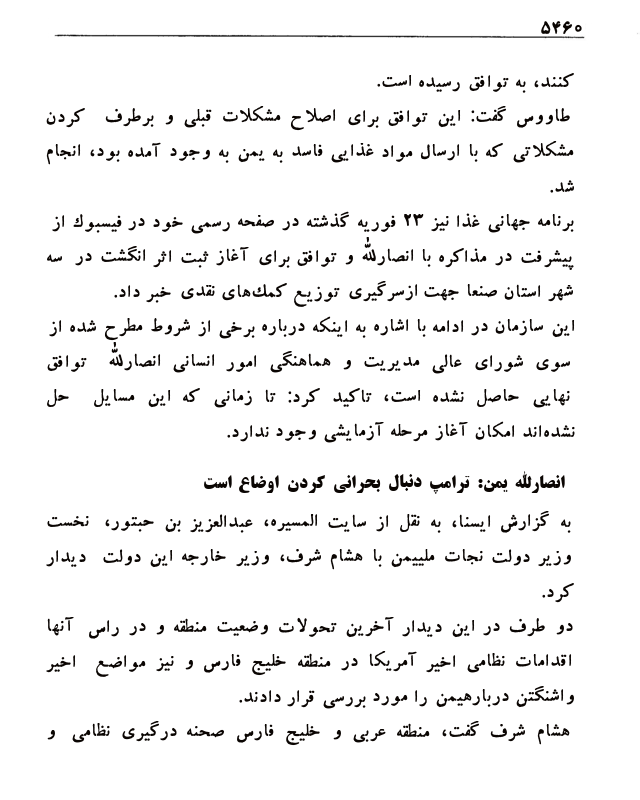 ۵۴۶۰
کنند، به توافق رسیده است.
طاووس گفت: این توافق برای اصلاح مشکلات قبلی و برطرف کردن
مشکلاتی که با ارسال مواد غذایی فاسد به یمن به وجود آمده بود، انجام
شد.
برنامه جهانی غذا نیز ۲۳ فوریه گذشته در صفحه رسمی خود در فیسبوک از
پیشرفت در مذاکره با انصارالله و توافق برای آغاز ثبت اثر انگشت در سه
شهر استان صنعا جهت ازسرگیری توزیع کمک‌های نقدی خبر داد.
این سازمان در ادامه با اشاره به اینکه درباره برخی از شروط مطرح شده از
سوی شورای عالی مدیریت و هماهنگی امور انسانی انصارالله توافق
نهایی حاصل نشده است، تاکید کرد: تا زمانی که این مسایل حل
نشده‌اند امکان آغاز مرحله آزمایشی وجود ندارد.
انصارلله یمن: ترامپ دنبال بحرانی کردن اوضاع است
به گزارش ایسنا، به نقل از سایت المسیره، عبدالعزیز بن حبتور، نخست
وزیر دولت نجات ملییمن با هشام شرف، وزیر خارجه این دولت دیدار
کرد.
دو طرف در این دیدار آخرین تحولات وضعیت منطقه و در راس آنها
اقدامات نظامی اخیر آمریکا در منطقه خلیج فارس و نیز مواضع اخیر
واشنگتن دربارهیمن را مورد بررسی قرار دادند.
هشام شرف گفت، منطقه عربی و خلیج فارس صحنه درگیری نظامی و